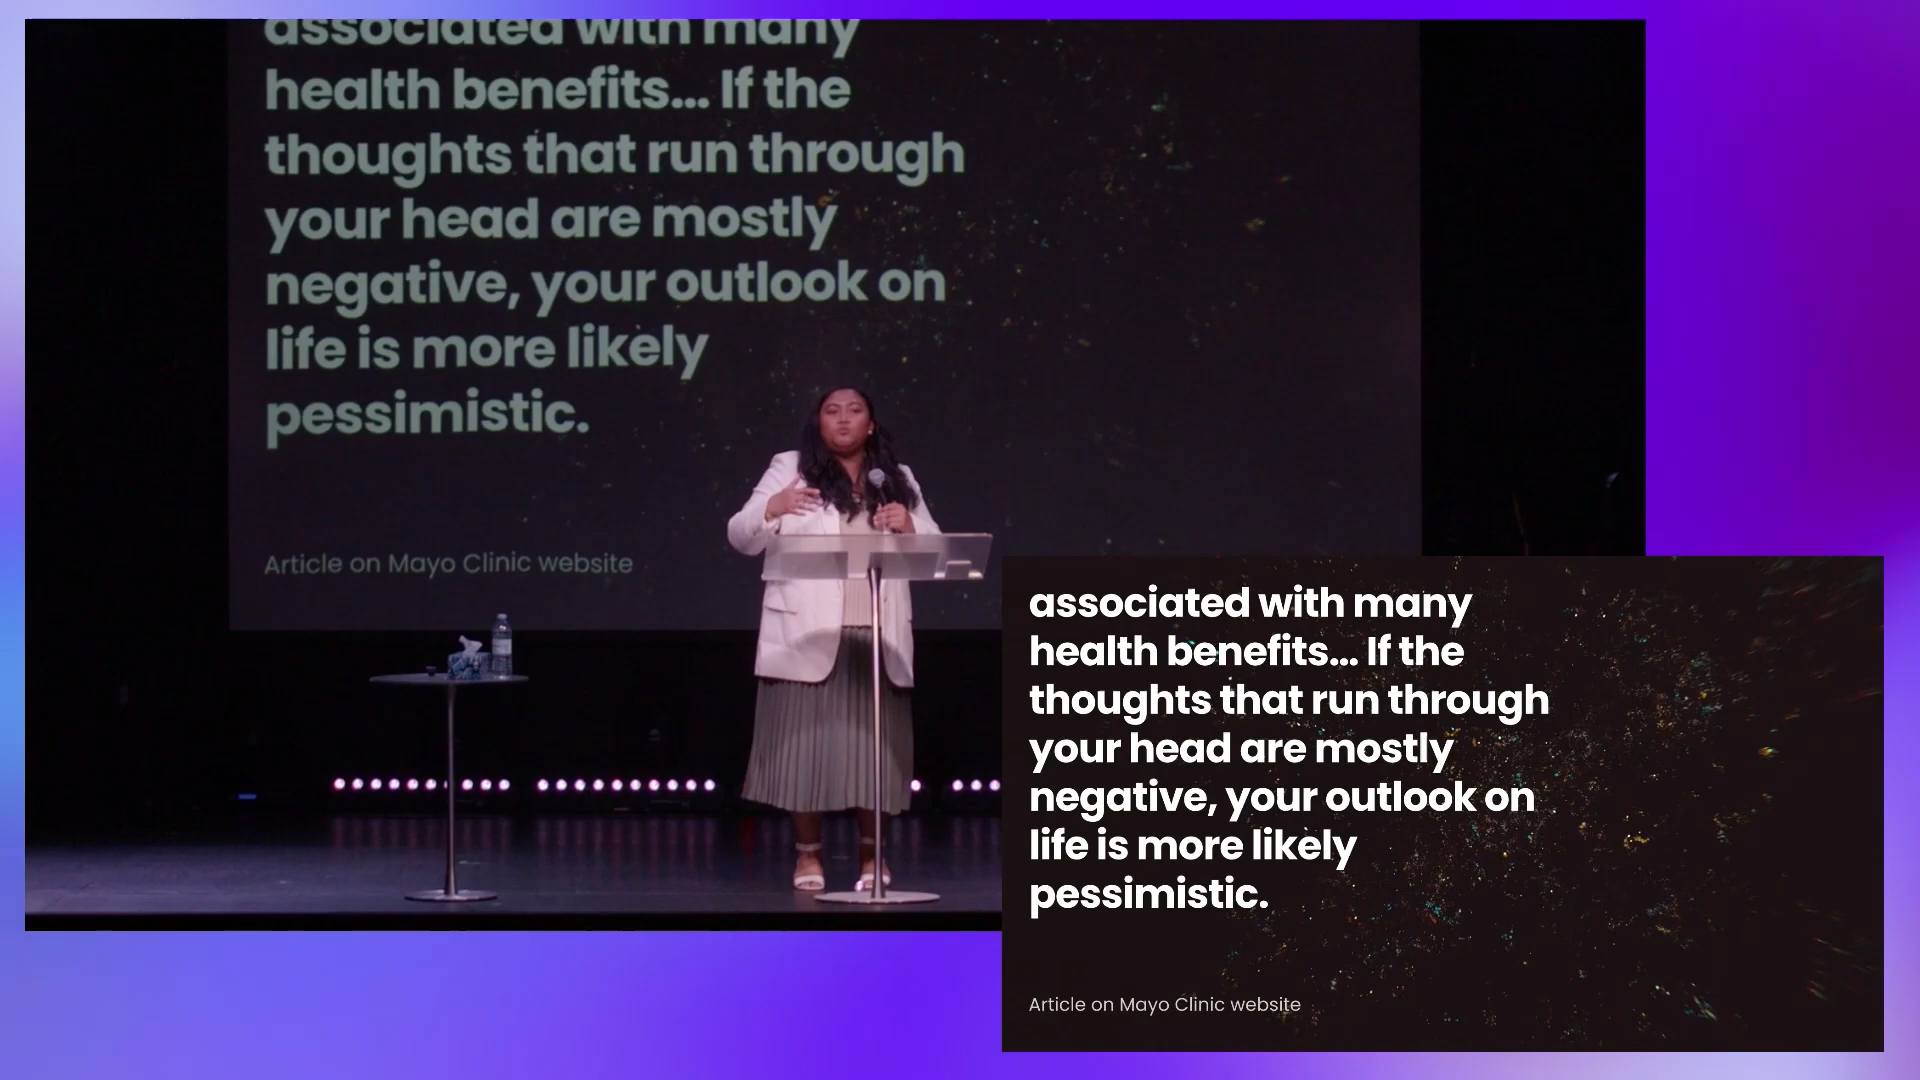 associated with many
health benefits... If the
thoughts that run through
your head are mostly
negative, your outlook on
life is more likely
pessimistic.
Article on Mayo Clinic website
associated with many
health benefits... If the
thoughts that run through
your head are mostly
negative, your outlook on
life is more likely
pessimistic.
Article on Mayo Clinic website